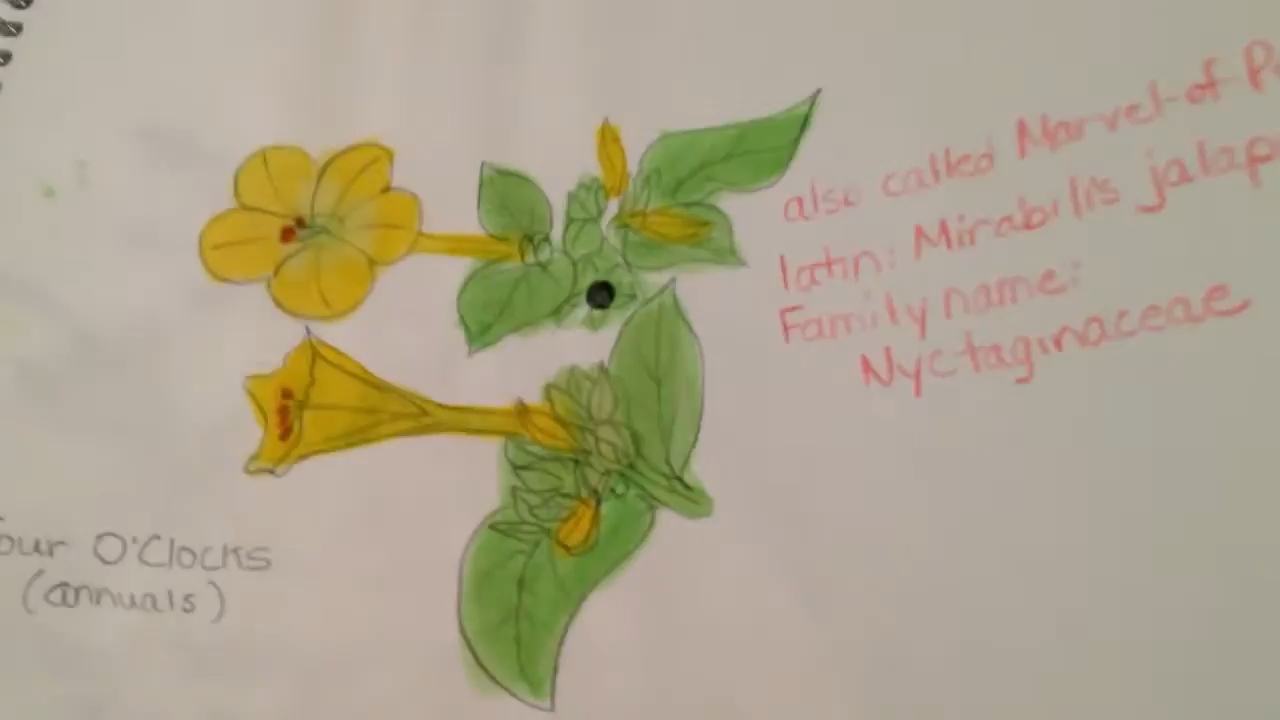 also called Marvel-of P
latin: Mirabilis jalap
Family name:
Nyctaginaceae
our O'Clocks
(annuals)